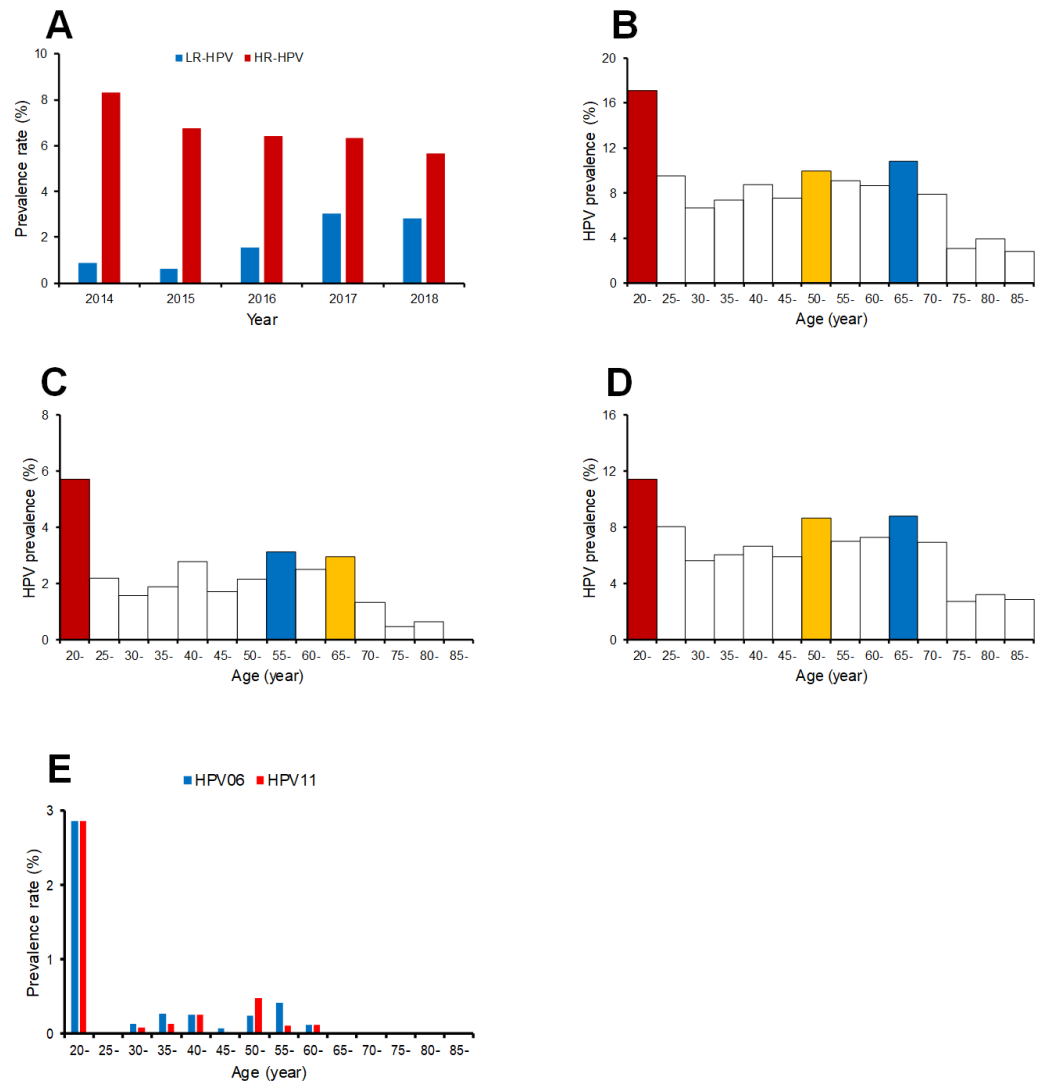 A
LR-HPV HR-HPV
Prevalence rate (%)
10
8
6
4
2
0
2014 2015 2016 2017 2018
Year
B
HPV prevalence (%)
20
16
12
8
4
0
20- 25- 30- 35- 40- 45- 50- 55- 60- 65- 70- 75- 80- 85-
Age (year)
C
HPV prevalence (%)
8
6
4
2
0
20- 25- 30- 35- 40- 45- 50- 55- 60- 65- 70- 75- 80- 85-
Age (year)
D
HPV prevalence (%)
16
12
8
4
0
20- 25- 30- 35- 40- 45- 50- 55- 60- 65- 70- 75- 80- 85-
Age (year)
E
HPV06 HPV11
Prevalence rate (%)
3
2
1
0
20- 25- 30- 35- 40- 45- 50- 55- 60- 65- 70- 75- 80- 85-
Age (year)